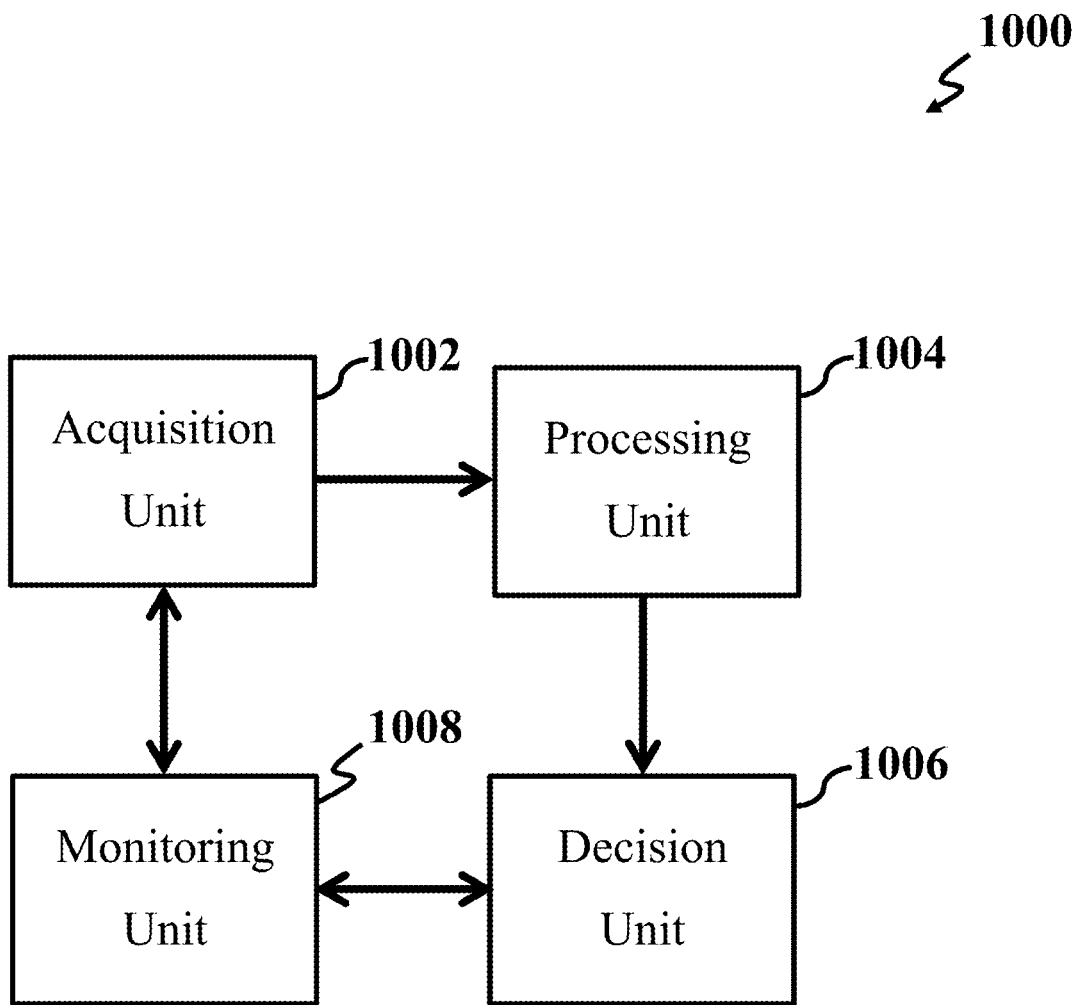 1000
1002
Acquisition
Unit
1004
Processing
Unit
1008
Monitoring
Unit
1006
Decision
Unit